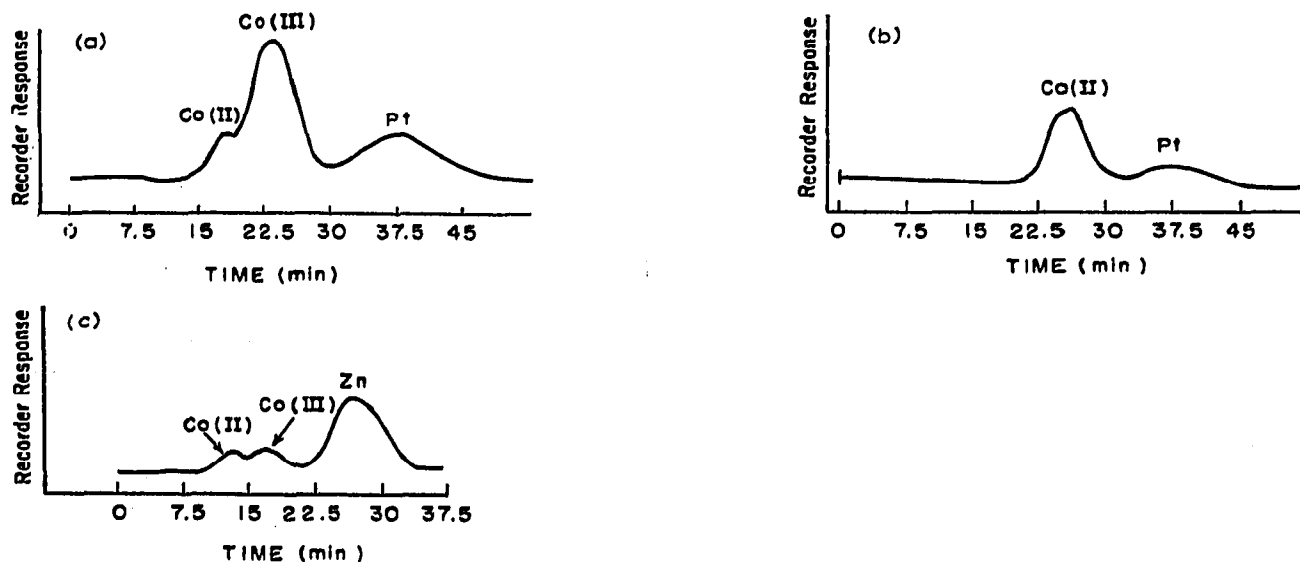 (a)
Recorder Response
Co (III)
Co (II)
Pt
0 7.5 15 22.5 30 37.5 45
TIME (min)
(b)
Recorder Response
Co(II)
Pt
0 7.5 15 22.5 30 37.5 45
TIME (min)
(c)
Recorder Response
Zn
Co (III)
Co (II)
0 7.5 15 22.5 30 37.5
TIME (min)